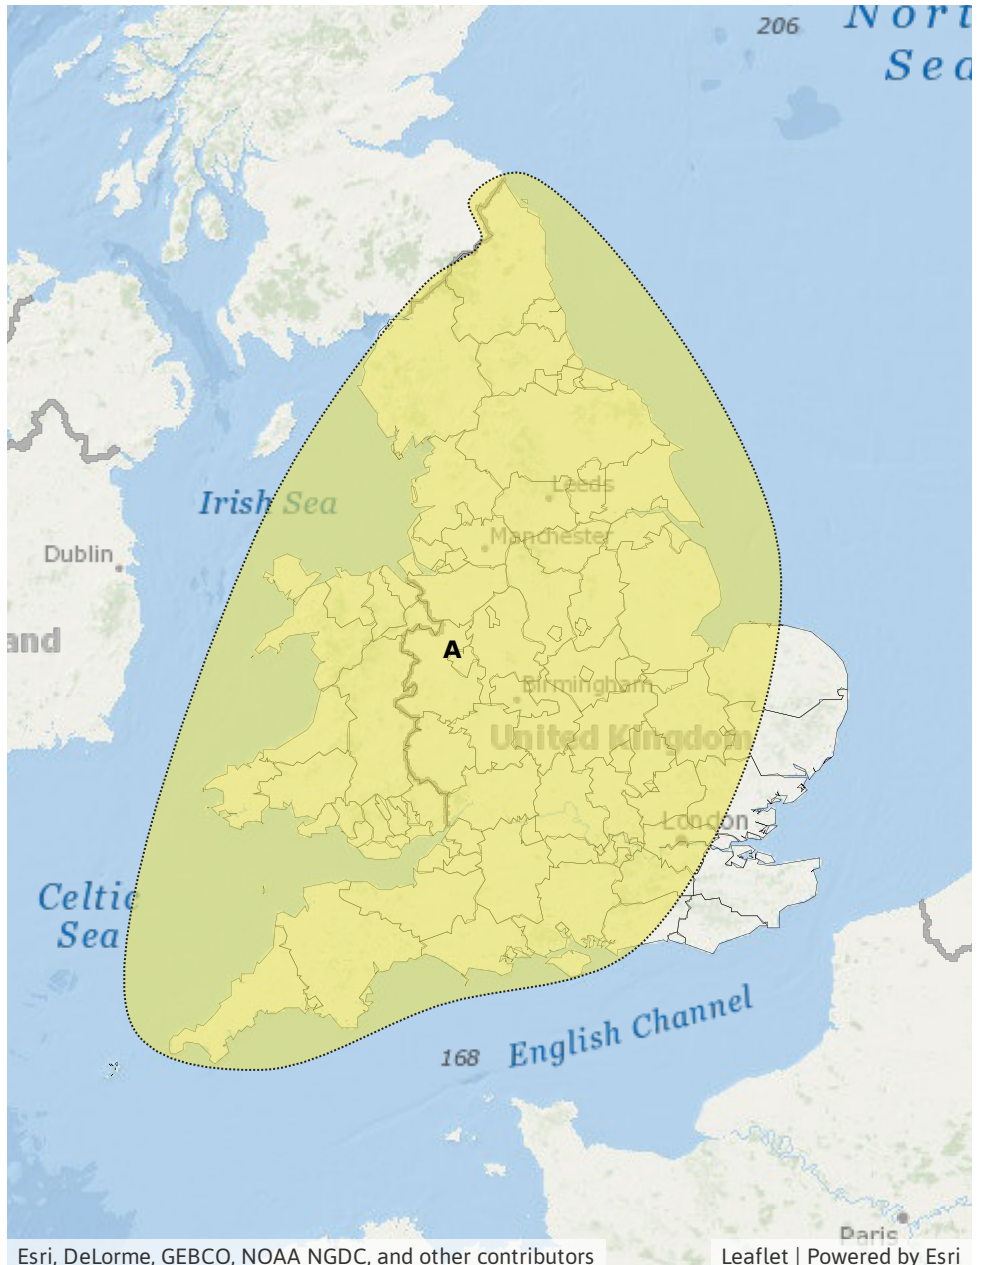 206
Nort
Sea
Leeds
Irish Sea
Manchester
Dublin
and
A
Birmingham
United Kingdom
London
Celtic
Sea
English Channel
168
Paris
Esri, DeLorme, GEBCO, NOAA NGDC, and other contributors
Leaflet | Powered by Esri